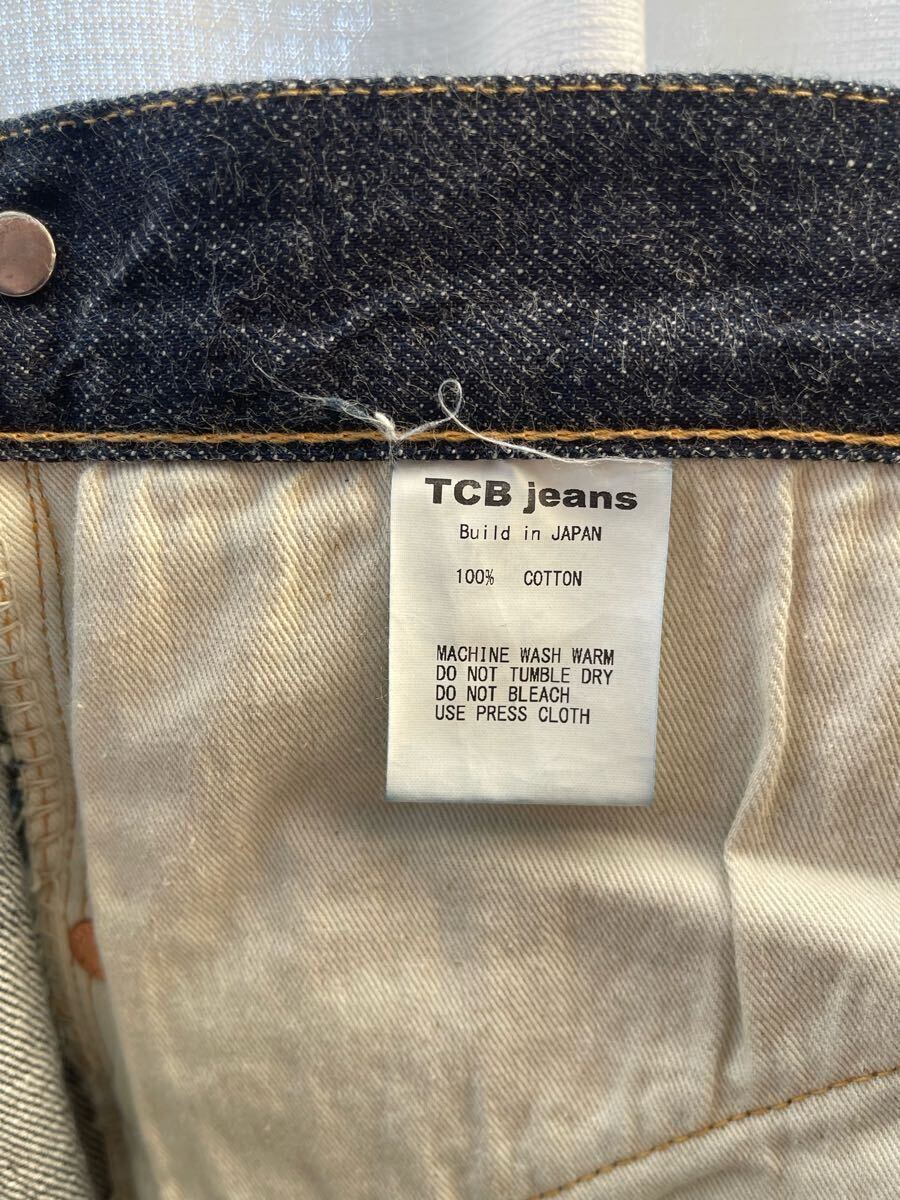 TCB jeans
Build in JAPAN
100% COTTON
MACHINE WASH WARM
DO NOT TUMBLE DRY
DO NOT BLEACH
USE PRESS CLOTH